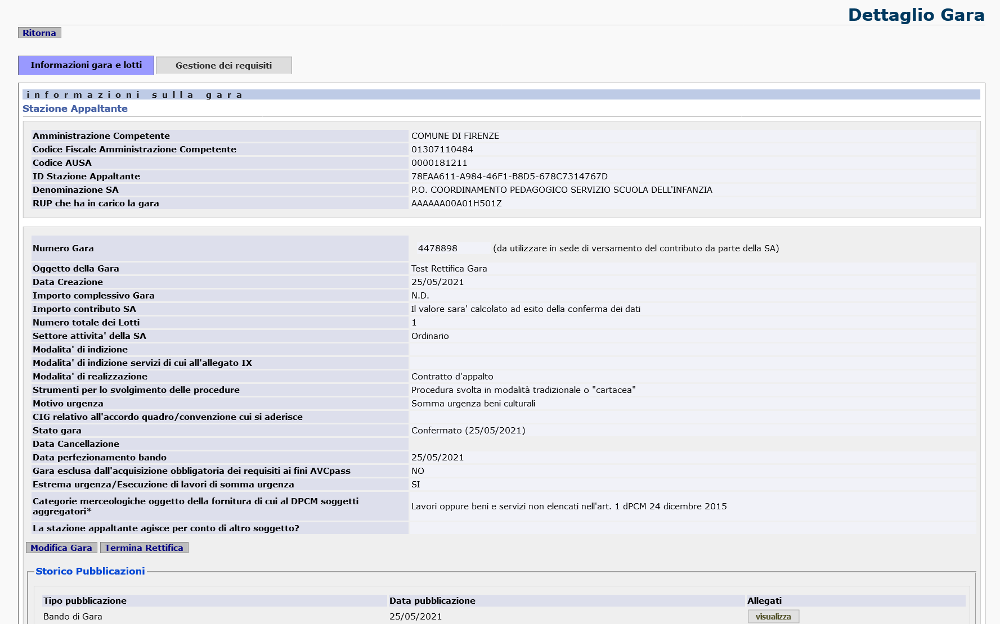 Dettaglio Gara
Ritorna
Informazioni gara e lotti
Gestione dei requisiti
informazioni sulla gara
Stazione Appaltante
Amministrazione Competente COMUNE DI FIRENZE
Codice Fiscale Amministrazione Competente 01307110484
Codice AUSA 0000181211
ID Stazione Appaltante 78EAA611-A984-46F1-B8D5-678C7314767D
Denominazione SA P.O. COORDINAMENTO PEDAGOGICO SERVIZIO SCUOLA DELL'INFANZIA
RUP che ha in carico la gara AAAAAA00A01H501Z
Numero Gara 4478898 (da utilizzare in sede di versamento del contributo da parte della SA)
Oggetto della Gara Test Rettifica Gara
Data Creazione 25/05/2021
Importo complessivo Gara N.D.
Importo contributo SA Il valore sara' calcolato ad esito della conferma dei dati
Numero totale dei Lotti 1
Settore attivita' della SA Ordinario
Modalita' di indizione
Modalita' di indizione servizi di cui all'allegato IX
Modalita' di realizzazione Contratto d'appalto
Strumenti per lo svolgimento delle procedure Procedura svolta in modalità tradizionale o "cartacea"
Motivo urgenza Somma urgenza beni culturali
CIG relativo all'accordo quadro/convenzione cui si aderisce
Stato gara Confermato (25/05/2021)
Data Cancellazione
Data perfezionamento bando 25/05/2021
Gara esclusa dall'acquisizione obbligatoria dei requisiti ai fini AVCpass NO
Estrema urgenza/Esecuzione di lavori di somma urgenza SI
Categorie merceologiche oggetto della fornitura di cui al DPCM soggetti
aggregatori* Lavori oppure beni e servizi non elencati nell'art. 1 dPCM 24 dicembre 2015
La stazione appaltante agisce per conto di altro soggetto?
Modifica Gara Termina Rettifica
Storico Pubblicazioni
Tipo pubblicazione Data pubblicazione Allegati
Bando di Gara 25/05/2021 visualizza